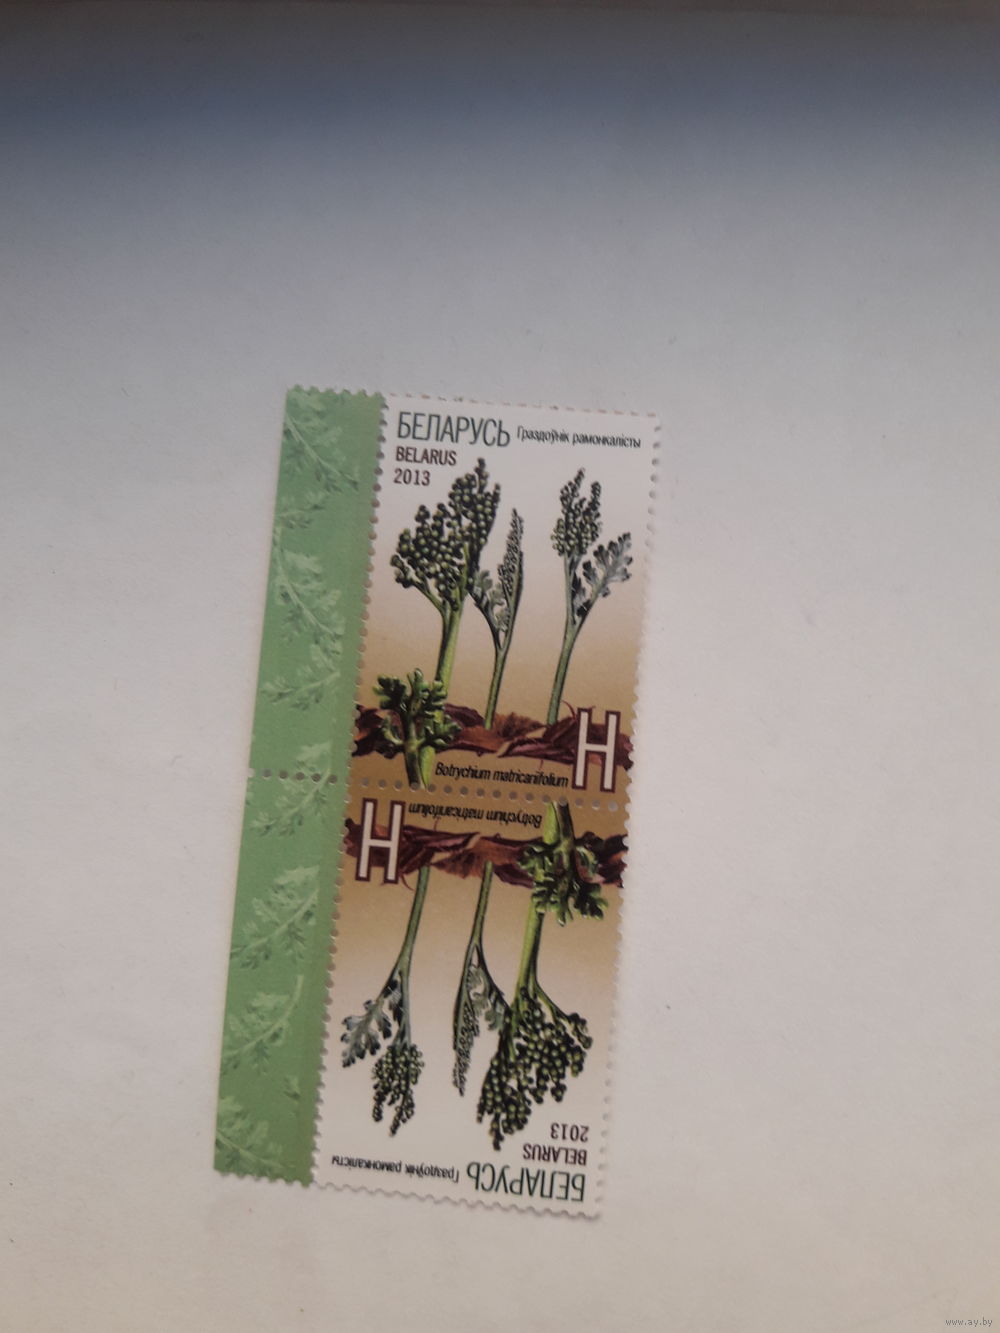 БЕЛАРУСЬ Граздоўнік рамонкалісты
BELARUS
2013
H
Botrychium matricariifolium
Botrychium matricariifolium
H
2013
BELARUS
БЕЛАРУСЬ Граздоўнік рамонкалісты
www.ay.by